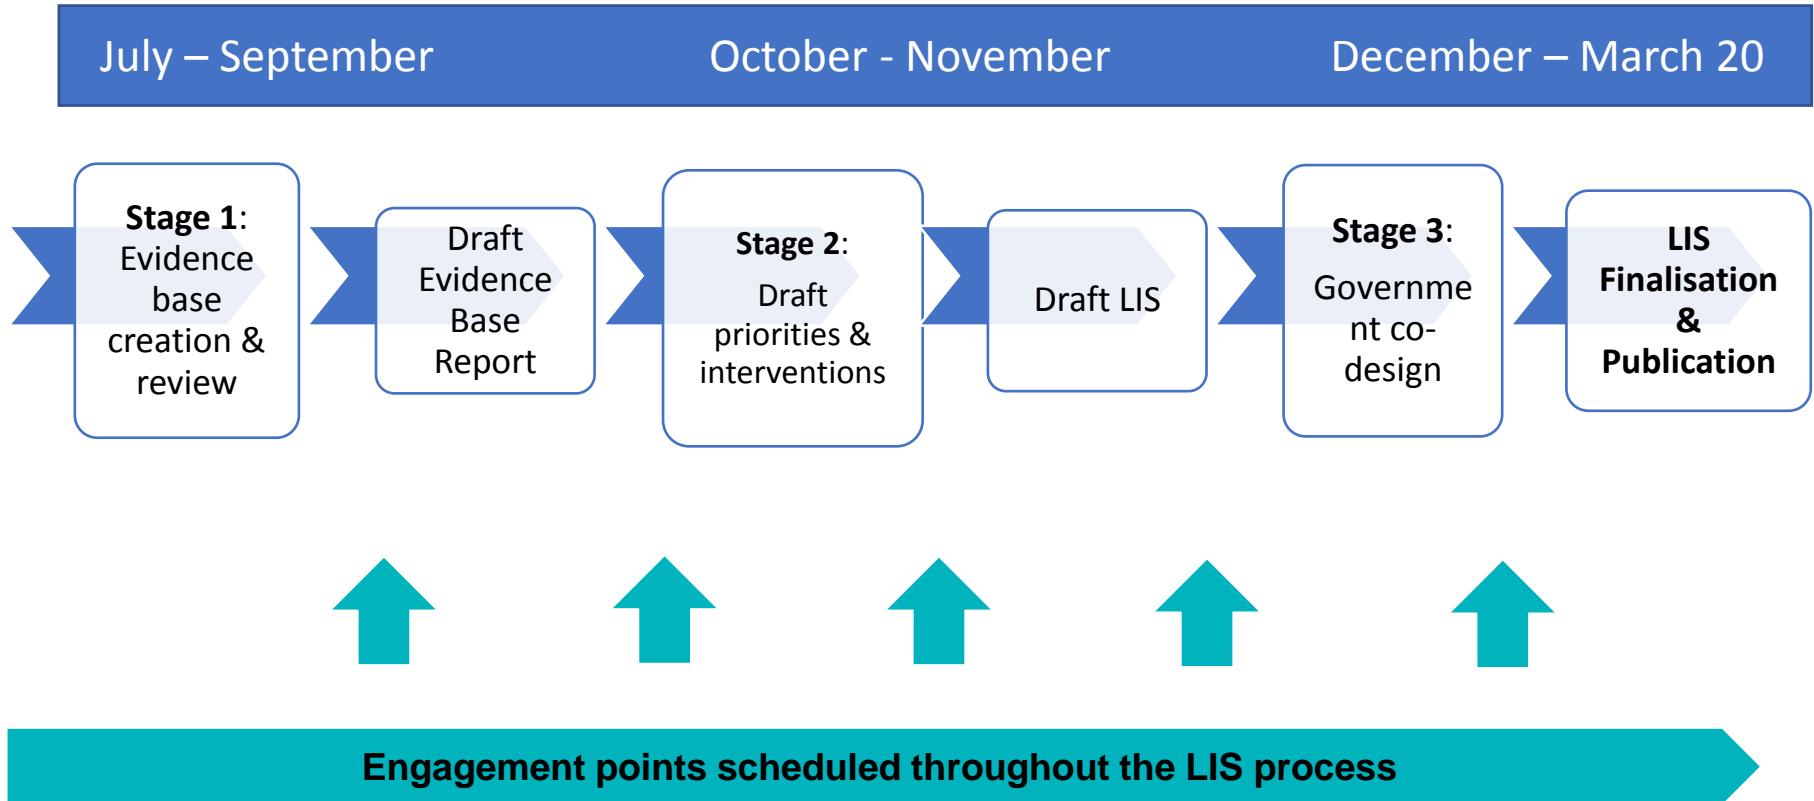 July – September
October - November
December – March 20
Stage 1:
Evidence
base
creation &
review
Draft
Evidence
Base
Report
Stage 2:
Draft
priorities &
interventions
Draft LIS
Stage 3:
Governme
nt co-
design
LIS
Finalisation
&
Publication
Engagement points scheduled throughout the LIS process